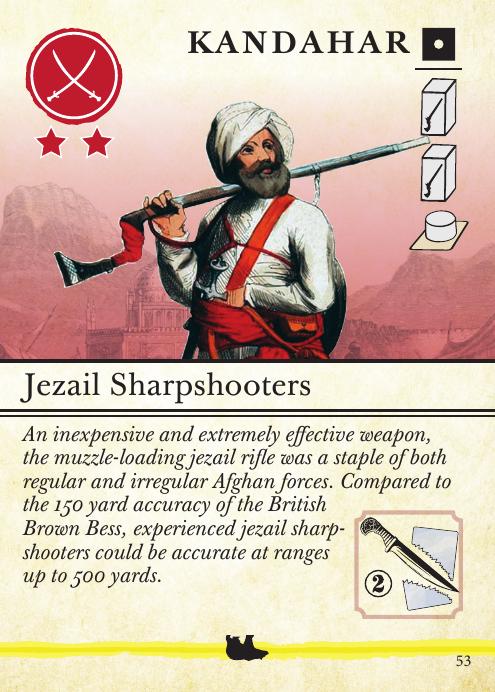 KANDAHAR
Jezail Sharpshooters
An inexpensive and extremely effective weapon,
the muzzle-loading jezail rifle was a staple of both
regular and irregular Afghan forces. Compared to
the 150 yard accuracy of the British
Brown Bess, experienced jezail sharp-
shooters could be accurate at ranges
up to 500 yards.
2
53